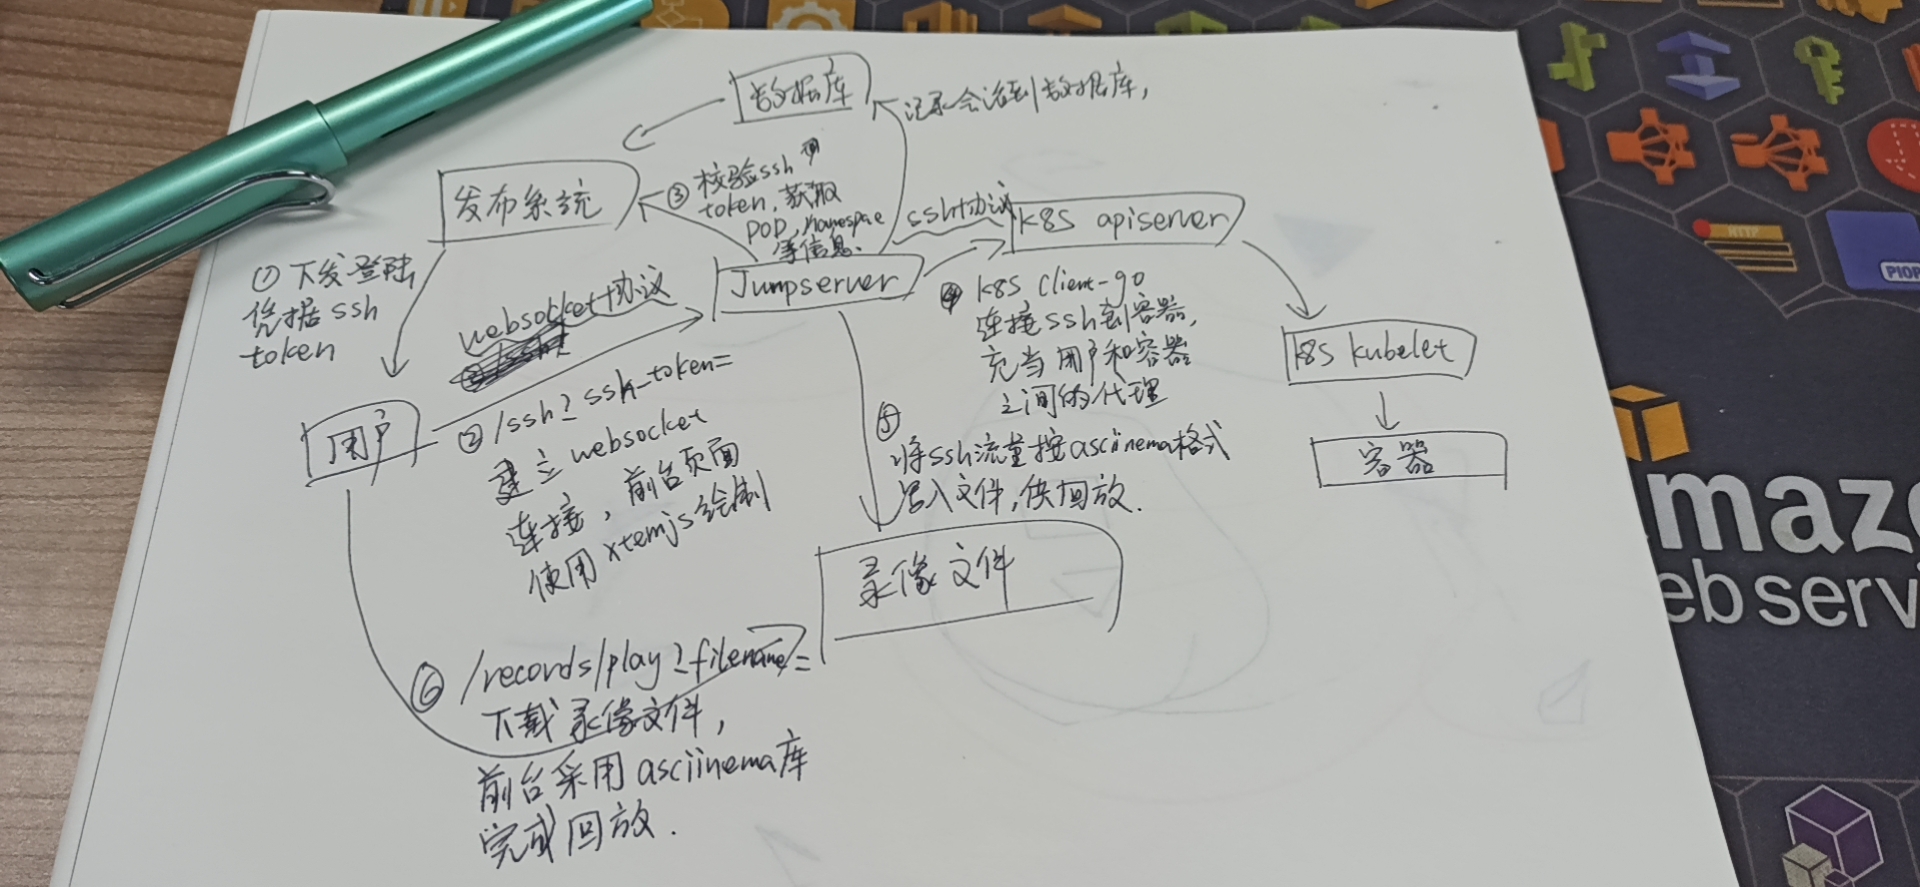 数据库
记录会话到数据库,
发布系统
③ 校验ssh
token,获取
POD, Namespae
等信息.
ssh协议
k8S apiserver
Jumpserver
① 下发登陆
凭据 ssh
token
websocket协议
④ k8S client-go
连接ssh到容器,
充当用户和容器
之间的代理
k8S kubelet
容器
用户
② /ssh?ssh_token=
建立websocket
连接,前台页面
使用xtemjs绘制
⑤
将ssh流量按asciinema格式
写入文件,供回放.
录像文件
⑥ /records/play?filename=
下载录像文件,
前台采用asciinema库
完成回放.
HTTP
PIOP
amazo
web servi